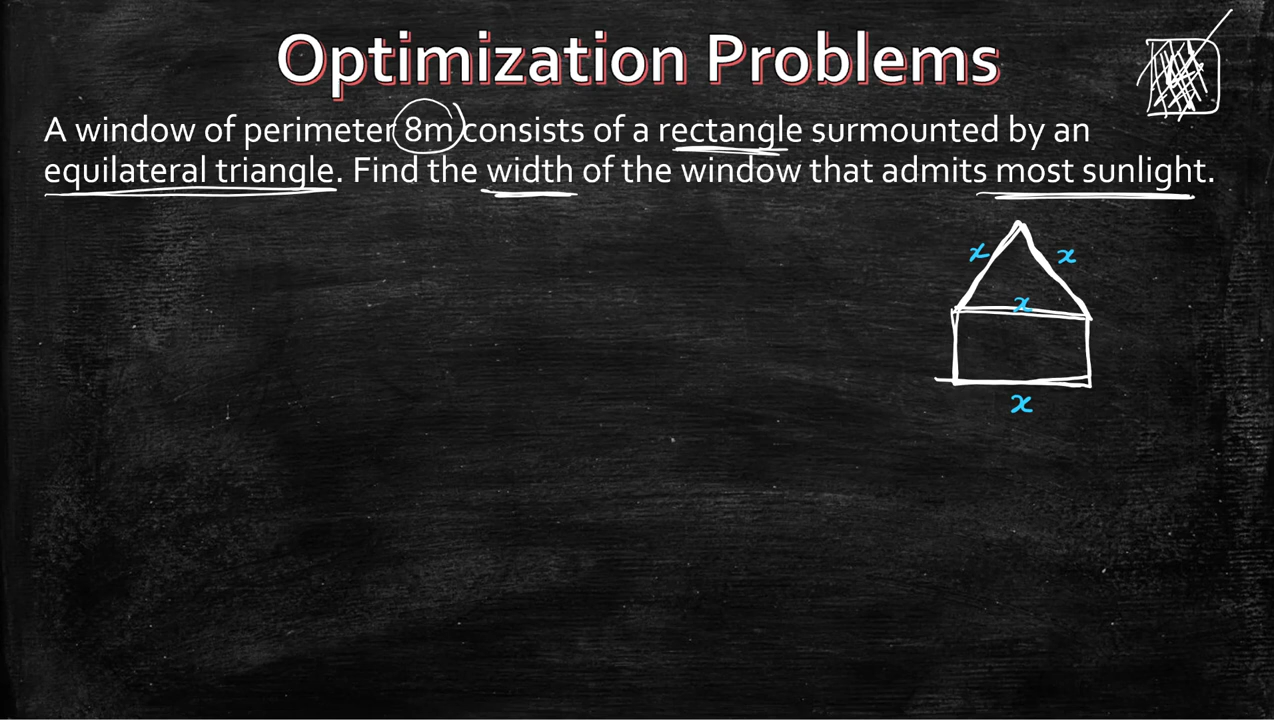 Optimization Problems
A window of perimeter 8m consists of a rectangle surmounted by an
equilateral triangle. Find the width of the window that admits most sunlight.
x x
x
x